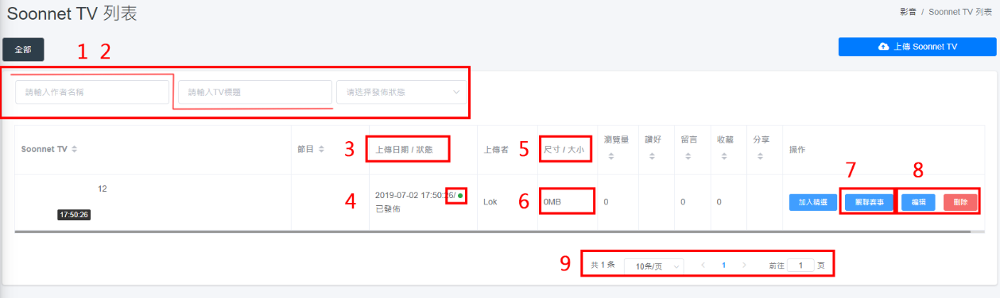 Soonnet TV 列表
影音 / Soonnet TV 列表
全部
1 2
上傳 Soonnet TV
請輸入作者名稱
請輸入TV標題
请选择發佈狀態
Soonnet TV
節目
3
上傳日期 / 狀態
上傳者
5
尺寸 / 大小
瀏覽量
讚好
留言
收藏
分享
操作
7
8
12
17:50:26
4
2019-07-02 17:50:26/
已發佈
Lok
6
0MB
0
0
0
加入精選
關聯賽事
编辑
刪除
9
共 1 条
10条/页
1
前往 1 页